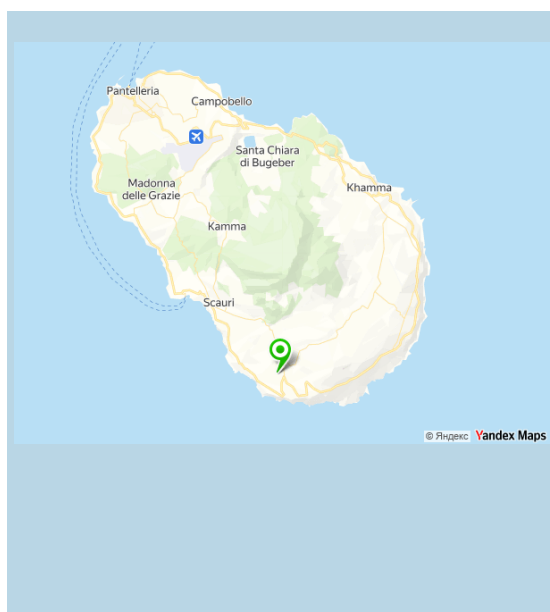 Pantelleria
Campobello
Santa Chiara
di Bugeber
Khamma
Madonna
delle Grazie
Kamma
Scauri
© Яндекс Yandex Maps